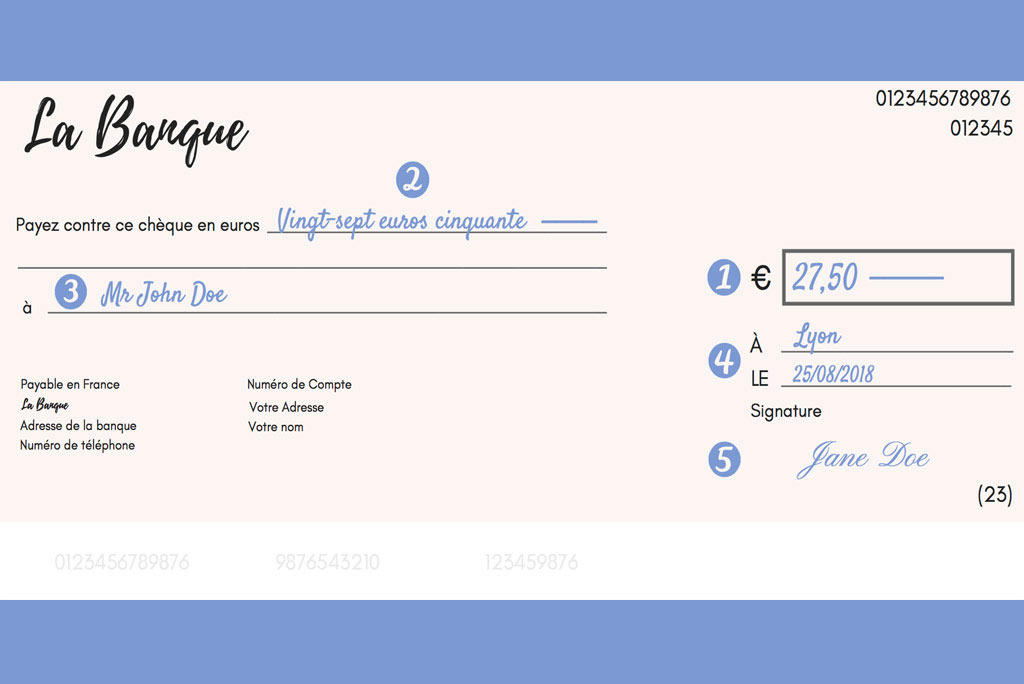 La Banque
0123456789876
012345
2
Payez contre ce chèque en euros Vingt-sept euros cinquante
1 € 27,50
à 3 Mr John Doe
4 À Lyon
LE 25/08/2018
Signature
5 Jane Doe
(23)
Payable en France
La Banque
Adresse de la banque
Numéro de téléphone
Numéro de Compte
Votre Adresse
Votre nom
0123456789876 9876543210 123459876